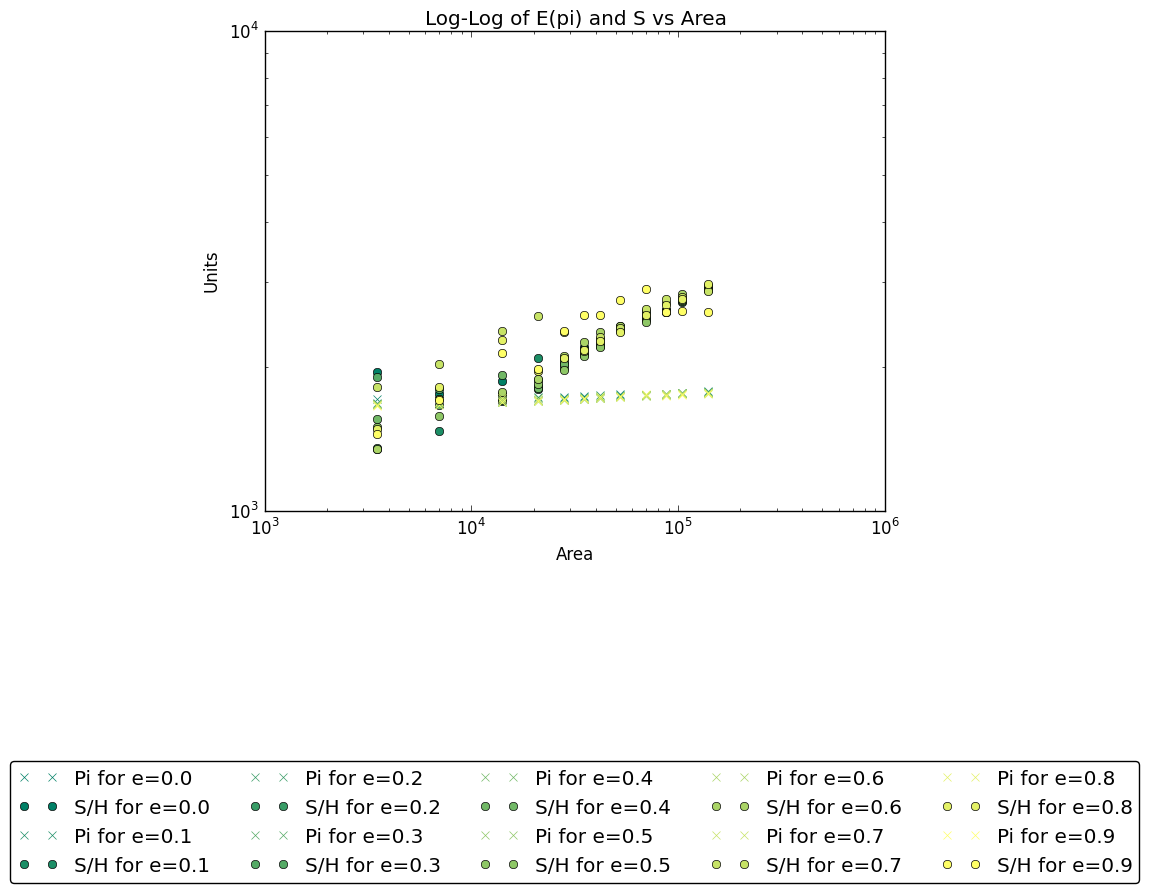 Log-Log of E(pi) and S vs Area
10^4
Units
10^3
10^3 10^4 10^5 10^6
Area
Pi for e=0.0 Pi for e=0.2 Pi for e=0.4 Pi for e=0.6 Pi for e=0.8
S/H for e=0.0 S/H for e=0.2 S/H for e=0.4 S/H for e=0.6 S/H for e=0.8
Pi for e=0.1 Pi for e=0.3 Pi for e=0.5 Pi for e=0.7 Pi for e=0.9
S/H for e=0.1 S/H for e=0.3 S/H for e=0.5 S/H for e=0.7 S/H for e=0.9